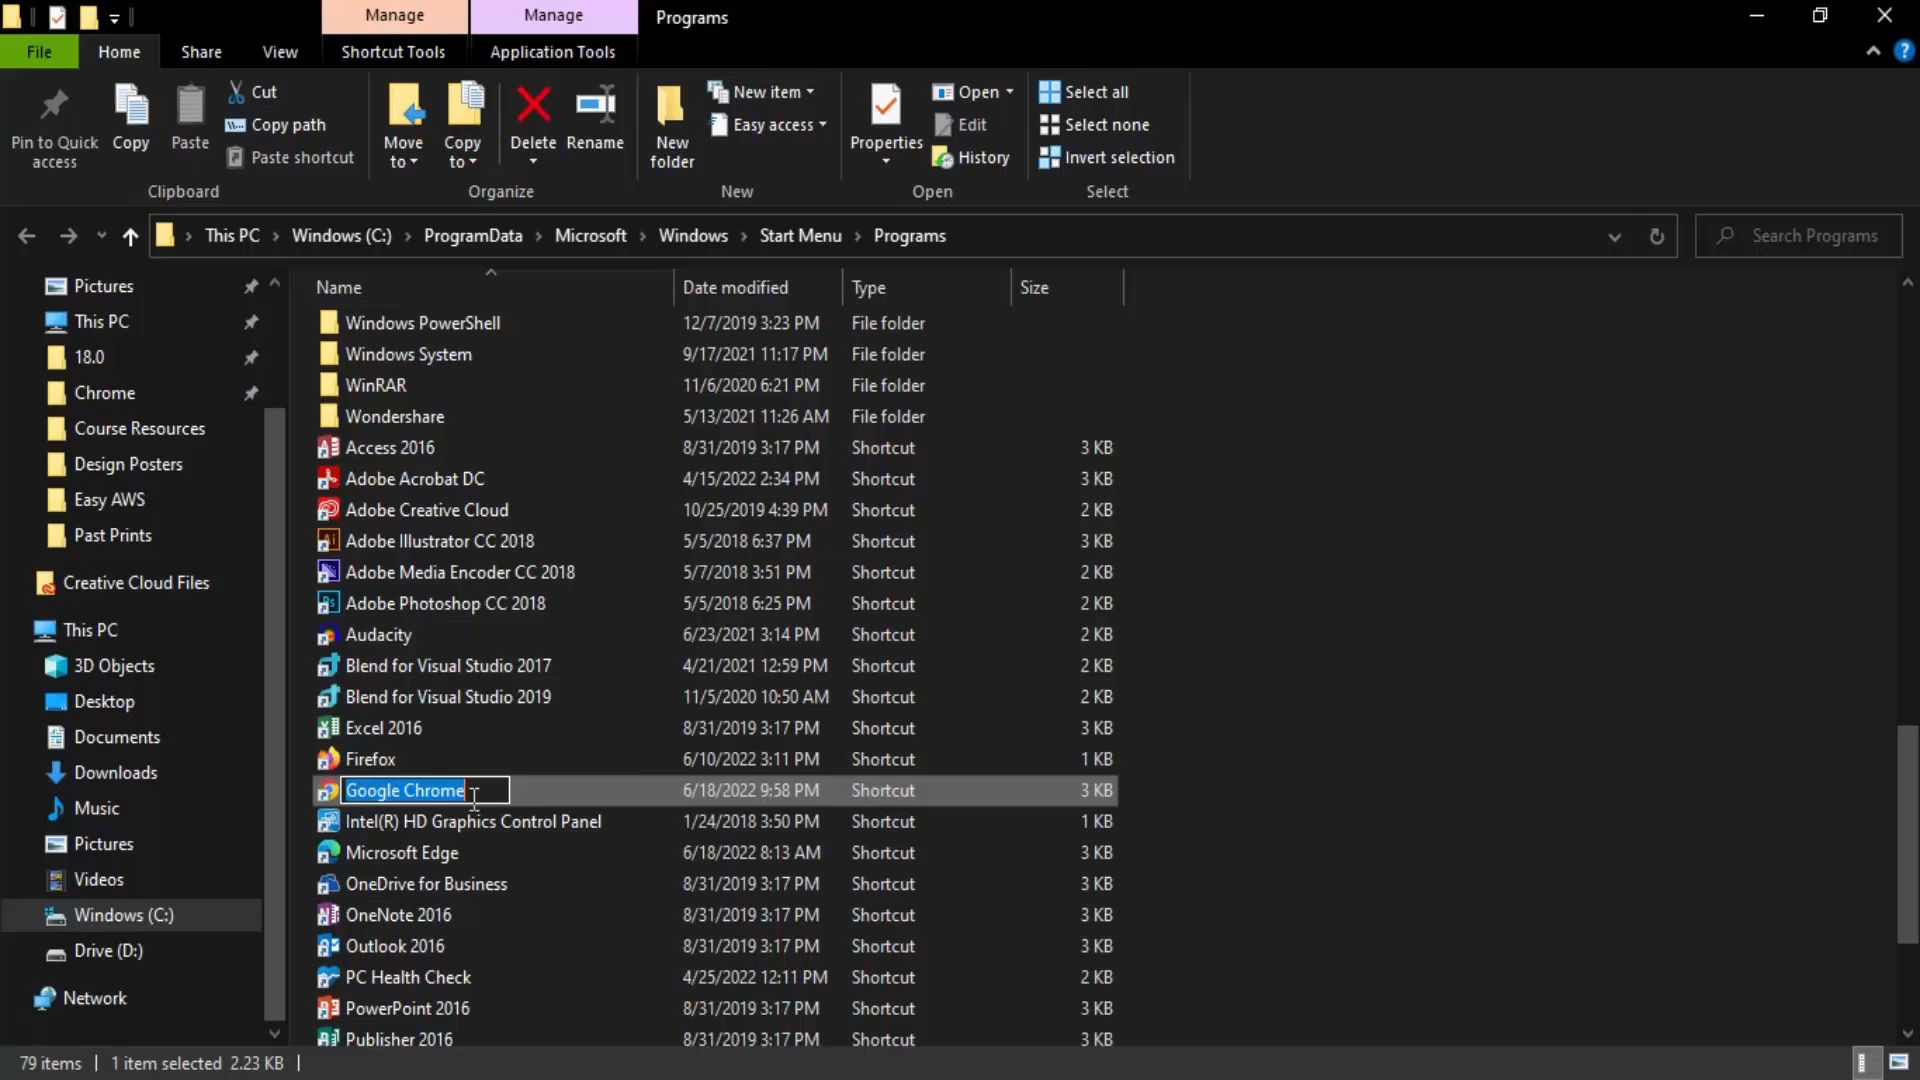 Manage
Manage
Programs
File
Home
Share
View
Shortcut Tools
Application Tools
Pin to Quick access
Copy
Paste
Cut
Copy path
Paste shortcut
Clipboard
Move to
Copy to
Delete
Rename
Organize
New folder
New item
Easy access
New
Properties
Open
Edit
History
Open
Select all
Select none
Invert selection
Select
This PC > Windows (C:) > ProgramData > Microsoft > Windows > Start Menu > Programs
Search Programs
Pictures
This PC
18.0
Chrome
Course Resources
Design Posters
Easy AWS
Past Prints
Creative Cloud Files
This PC
3D Objects
Desktop
Documents
Downloads
Music
Pictures
Videos
Windows (C:)
Drive (D:)
Network
Name Date modified Type Size
Windows PowerShell 12/7/2019 3:23 PM File folder
Windows System 9/17/2021 11:17 PM File folder
WinRAR 11/6/2020 6:21 PM File folder
Wondershare 5/13/2021 11:26 AM File folder
Access 2016 8/31/2019 3:17 PM Shortcut 3 KB
Adobe Acrobat DC 4/15/2022 2:34 PM Shortcut 3 KB
Adobe Creative Cloud 10/25/2019 4:39 PM Shortcut 2 KB
Adobe Illustrator CC 2018 5/5/2018 6:37 PM Shortcut 3 KB
Adobe Media Encoder CC 2018 5/7/2018 3:51 PM Shortcut 2 KB
Adobe Photoshop CC 2018 5/5/2018 6:25 PM Shortcut 2 KB
Audacity 6/23/2021 3:14 PM Shortcut 2 KB
Blend for Visual Studio 2017 4/21/2021 12:59 PM Shortcut 2 KB
Blend for Visual Studio 2019 11/5/2020 10:50 AM Shortcut 2 KB
Excel 2016 8/31/2019 3:17 PM Shortcut 3 KB
Firefox 6/10/2022 3:11 PM Shortcut 1 KB
Google Chrome 6/18/2022 9:58 PM Shortcut 3 KB
Intel(R) HD Graphics Control Panel 1/24/2018 3:50 PM Shortcut 1 KB
Microsoft Edge 6/18/2022 8:13 AM Shortcut 3 KB
OneDrive for Business 8/31/2019 3:17 PM Shortcut 3 KB
OneNote 2016 8/31/2019 3:17 PM Shortcut 3 KB
Outlook 2016 8/31/2019 3:17 PM Shortcut 3 KB
PC Health Check 4/25/2022 12:11 PM Shortcut 2 KB
PowerPoint 2016 8/31/2019 3:17 PM Shortcut 3 KB
Publisher 2016 8/31/2019 3:17 PM Shortcut 3 KB
79 items | 1 item selected 2.23 KB |